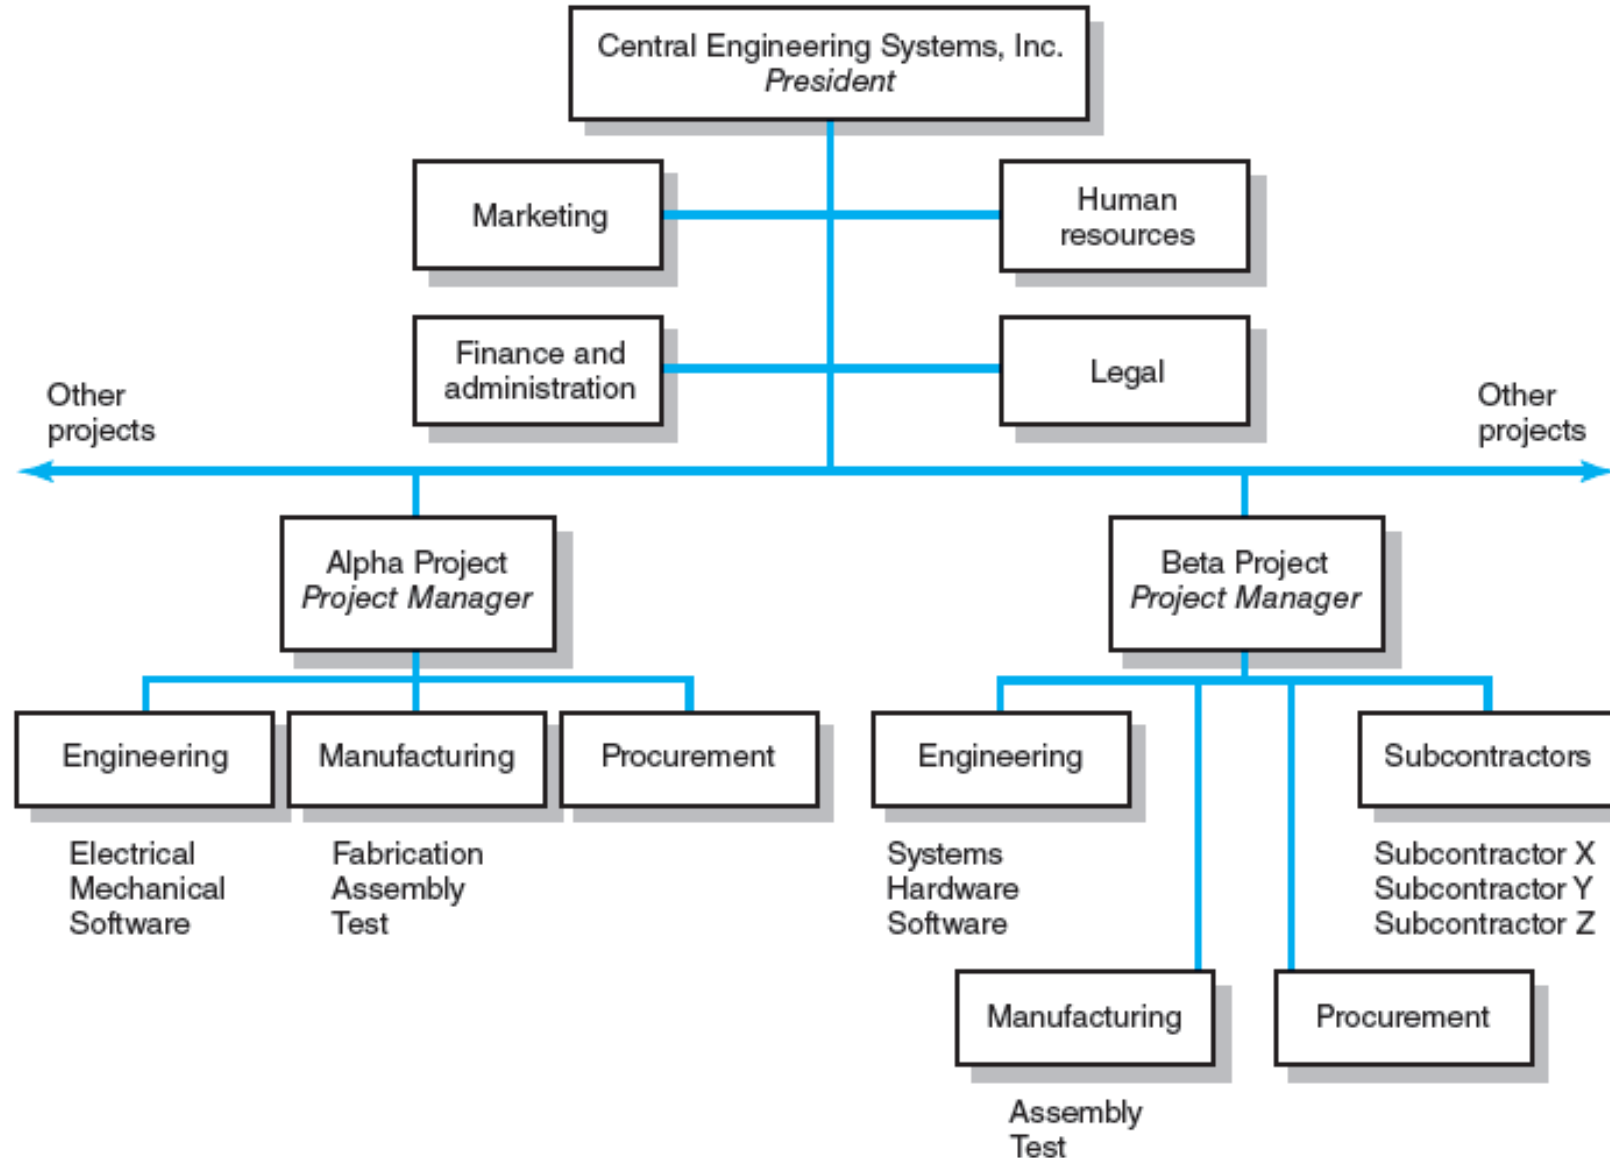 Central Engineering Systems, Inc.
President
Marketing
Human
resources
Finance and
administration
Legal
Other
projects
Other
projects
Alpha Project
Project Manager
Beta Project
Project Manager
Engineering
Manufacturing
Procurement
Engineering
Subcontractors
Electrical
Mechanical
Software
Fabrication
Assembly
Test
Systems
Hardware
Software
Subcontractor X
Subcontractor Y
Subcontractor Z
Manufacturing
Procurement
Assembly
Test